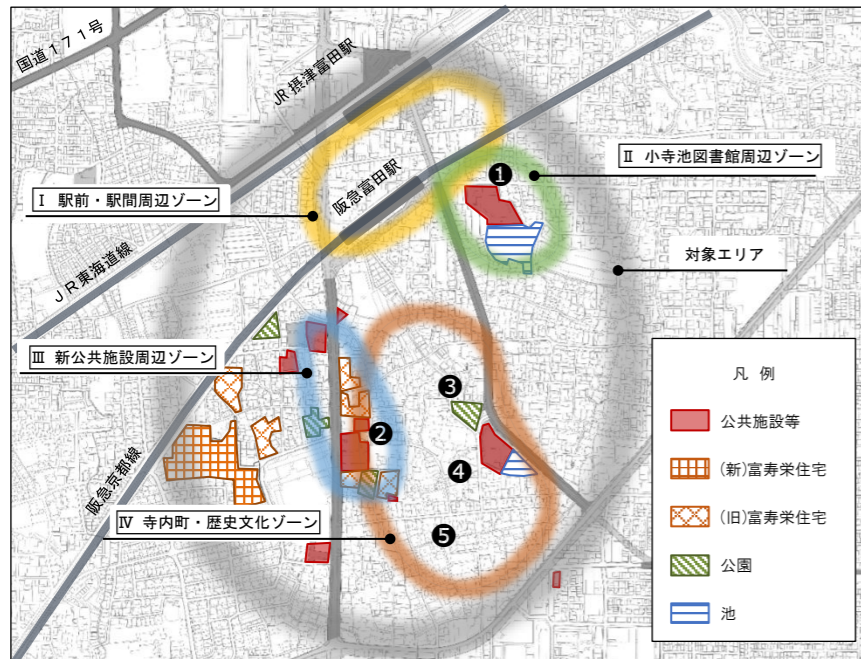 国道171号
JR摂津富田駅
Ⅱ 小寺池図書館周辺ゾーン
❶
阪急富田駅
Ⅰ 駅前・駅間周辺ゾーン
対象エリア
JR東海道線
Ⅲ 新公共施設周辺ゾーン
❸
❷
❹
阪急京都線
Ⅳ 寺内町・歴史文化ゾーン
❺
凡例
公共施設等
(新)富寿栄住宅
(旧)富寿栄住宅
公園
池